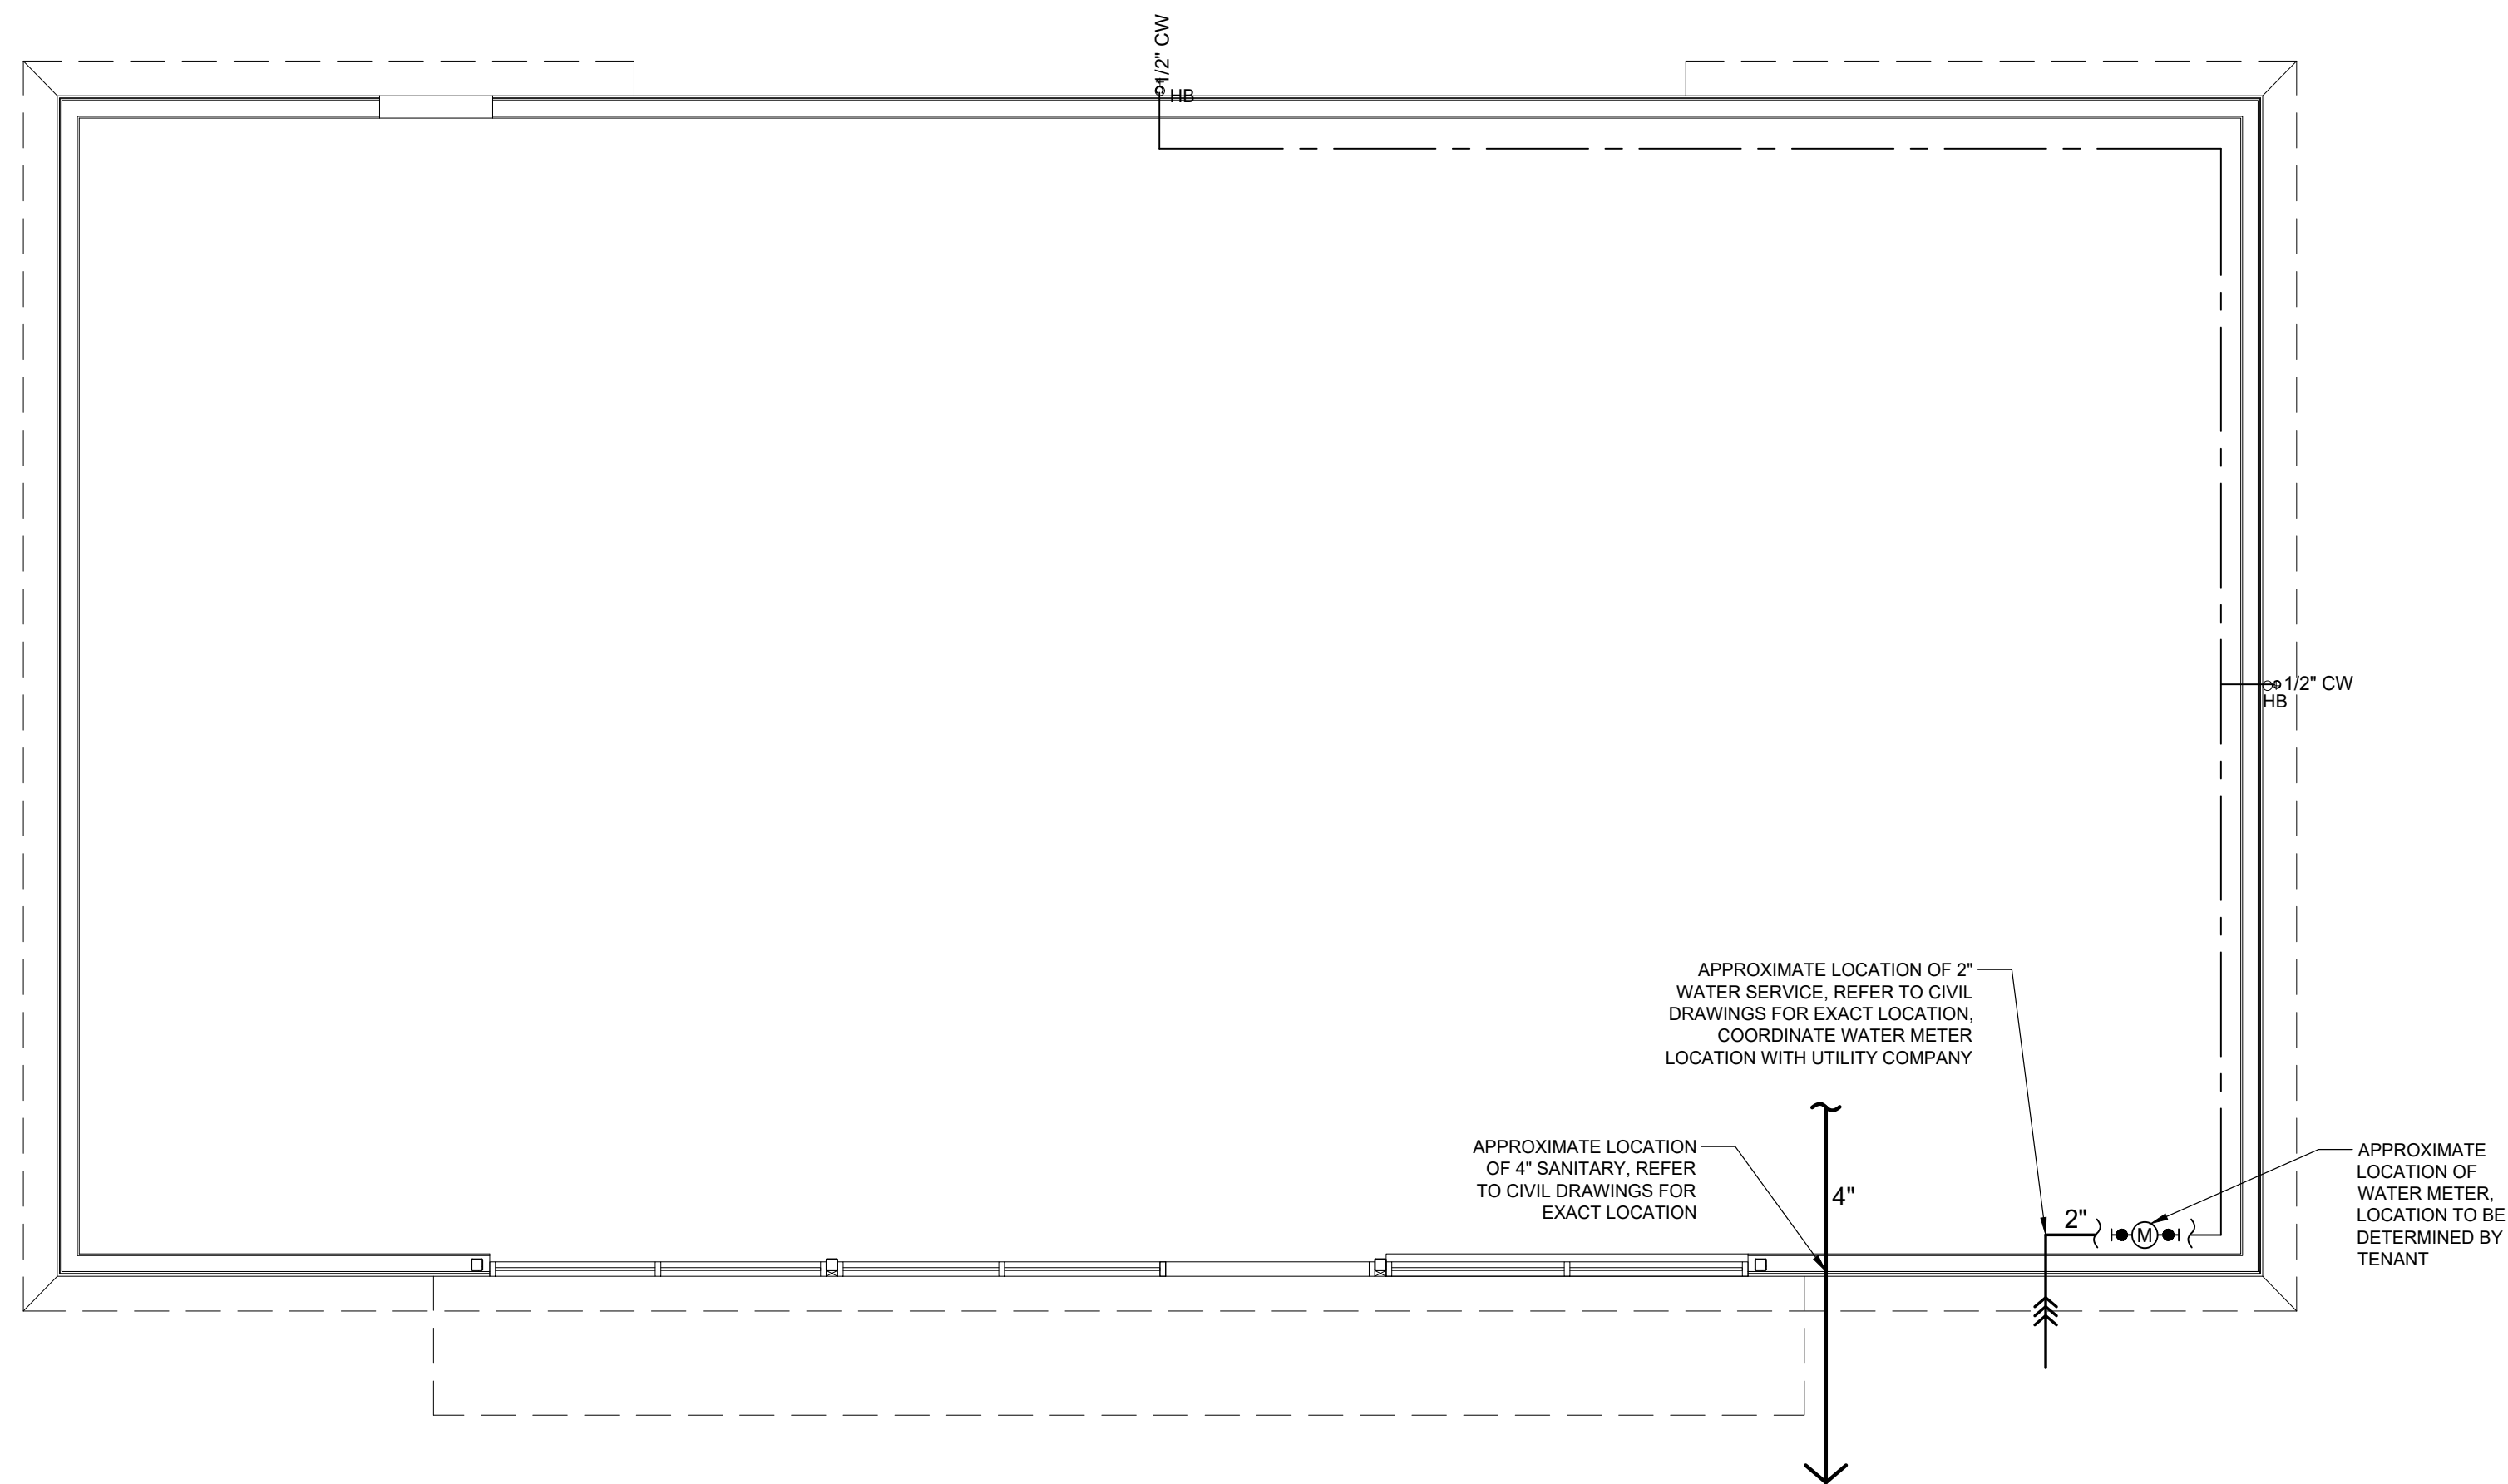 1/2" CW
HB
1/2" CW
HB
APPROXIMATE LOCATION OF 2"
WATER SERVICE, REFER TO CIVIL
DRAWINGS FOR EXACT LOCATION,
COORDINATE WATER METER
LOCATION WITH UTILITY COMPANY
APPROXIMATE LOCATION
OF 4" SANITARY, REFER
TO CIVIL DRAWINGS FOR
EXACT LOCATION
4"
2"
M
APPROXIMATE
LOCATION OF
WATER METER,
LOCATION TO BE
DETERMINED BY
TENANT